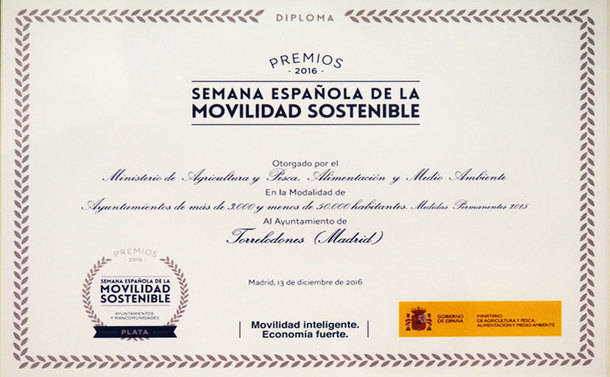 DIPLOMA
PREMIOS
- 2016 -
SEMANA ESPAÑOLA DE LA
MOVILIDAD SOSTENIBLE
Otorgado por el
Ministerio de Agricultura y Pesca, Alimentación y Medio Ambiente
En la Modalidad de
Ayuntamientos de más de 3.000 y menos de 50.000 habitantes. Medidas Permanentes 2015
Al Ayuntamiento de
Torrelodones (Madrid)
Madrid, 13 de diciembre de 2016
PREMIOS
2016
SEMANA ESPAÑOLA DE LA
MOVILIDAD
SOSTENIBLE
AYUNTAMIENTOS
Y MANCOMUNIDADES
PLATA
Movilidad inteligente.
Economía fuerte.
GOBIERNO
DE ESPAÑA
MINISTERIO
DE AGRICULTURA Y PESCA,
ALIMENTACIÓN Y MEDIO AMBIENTE